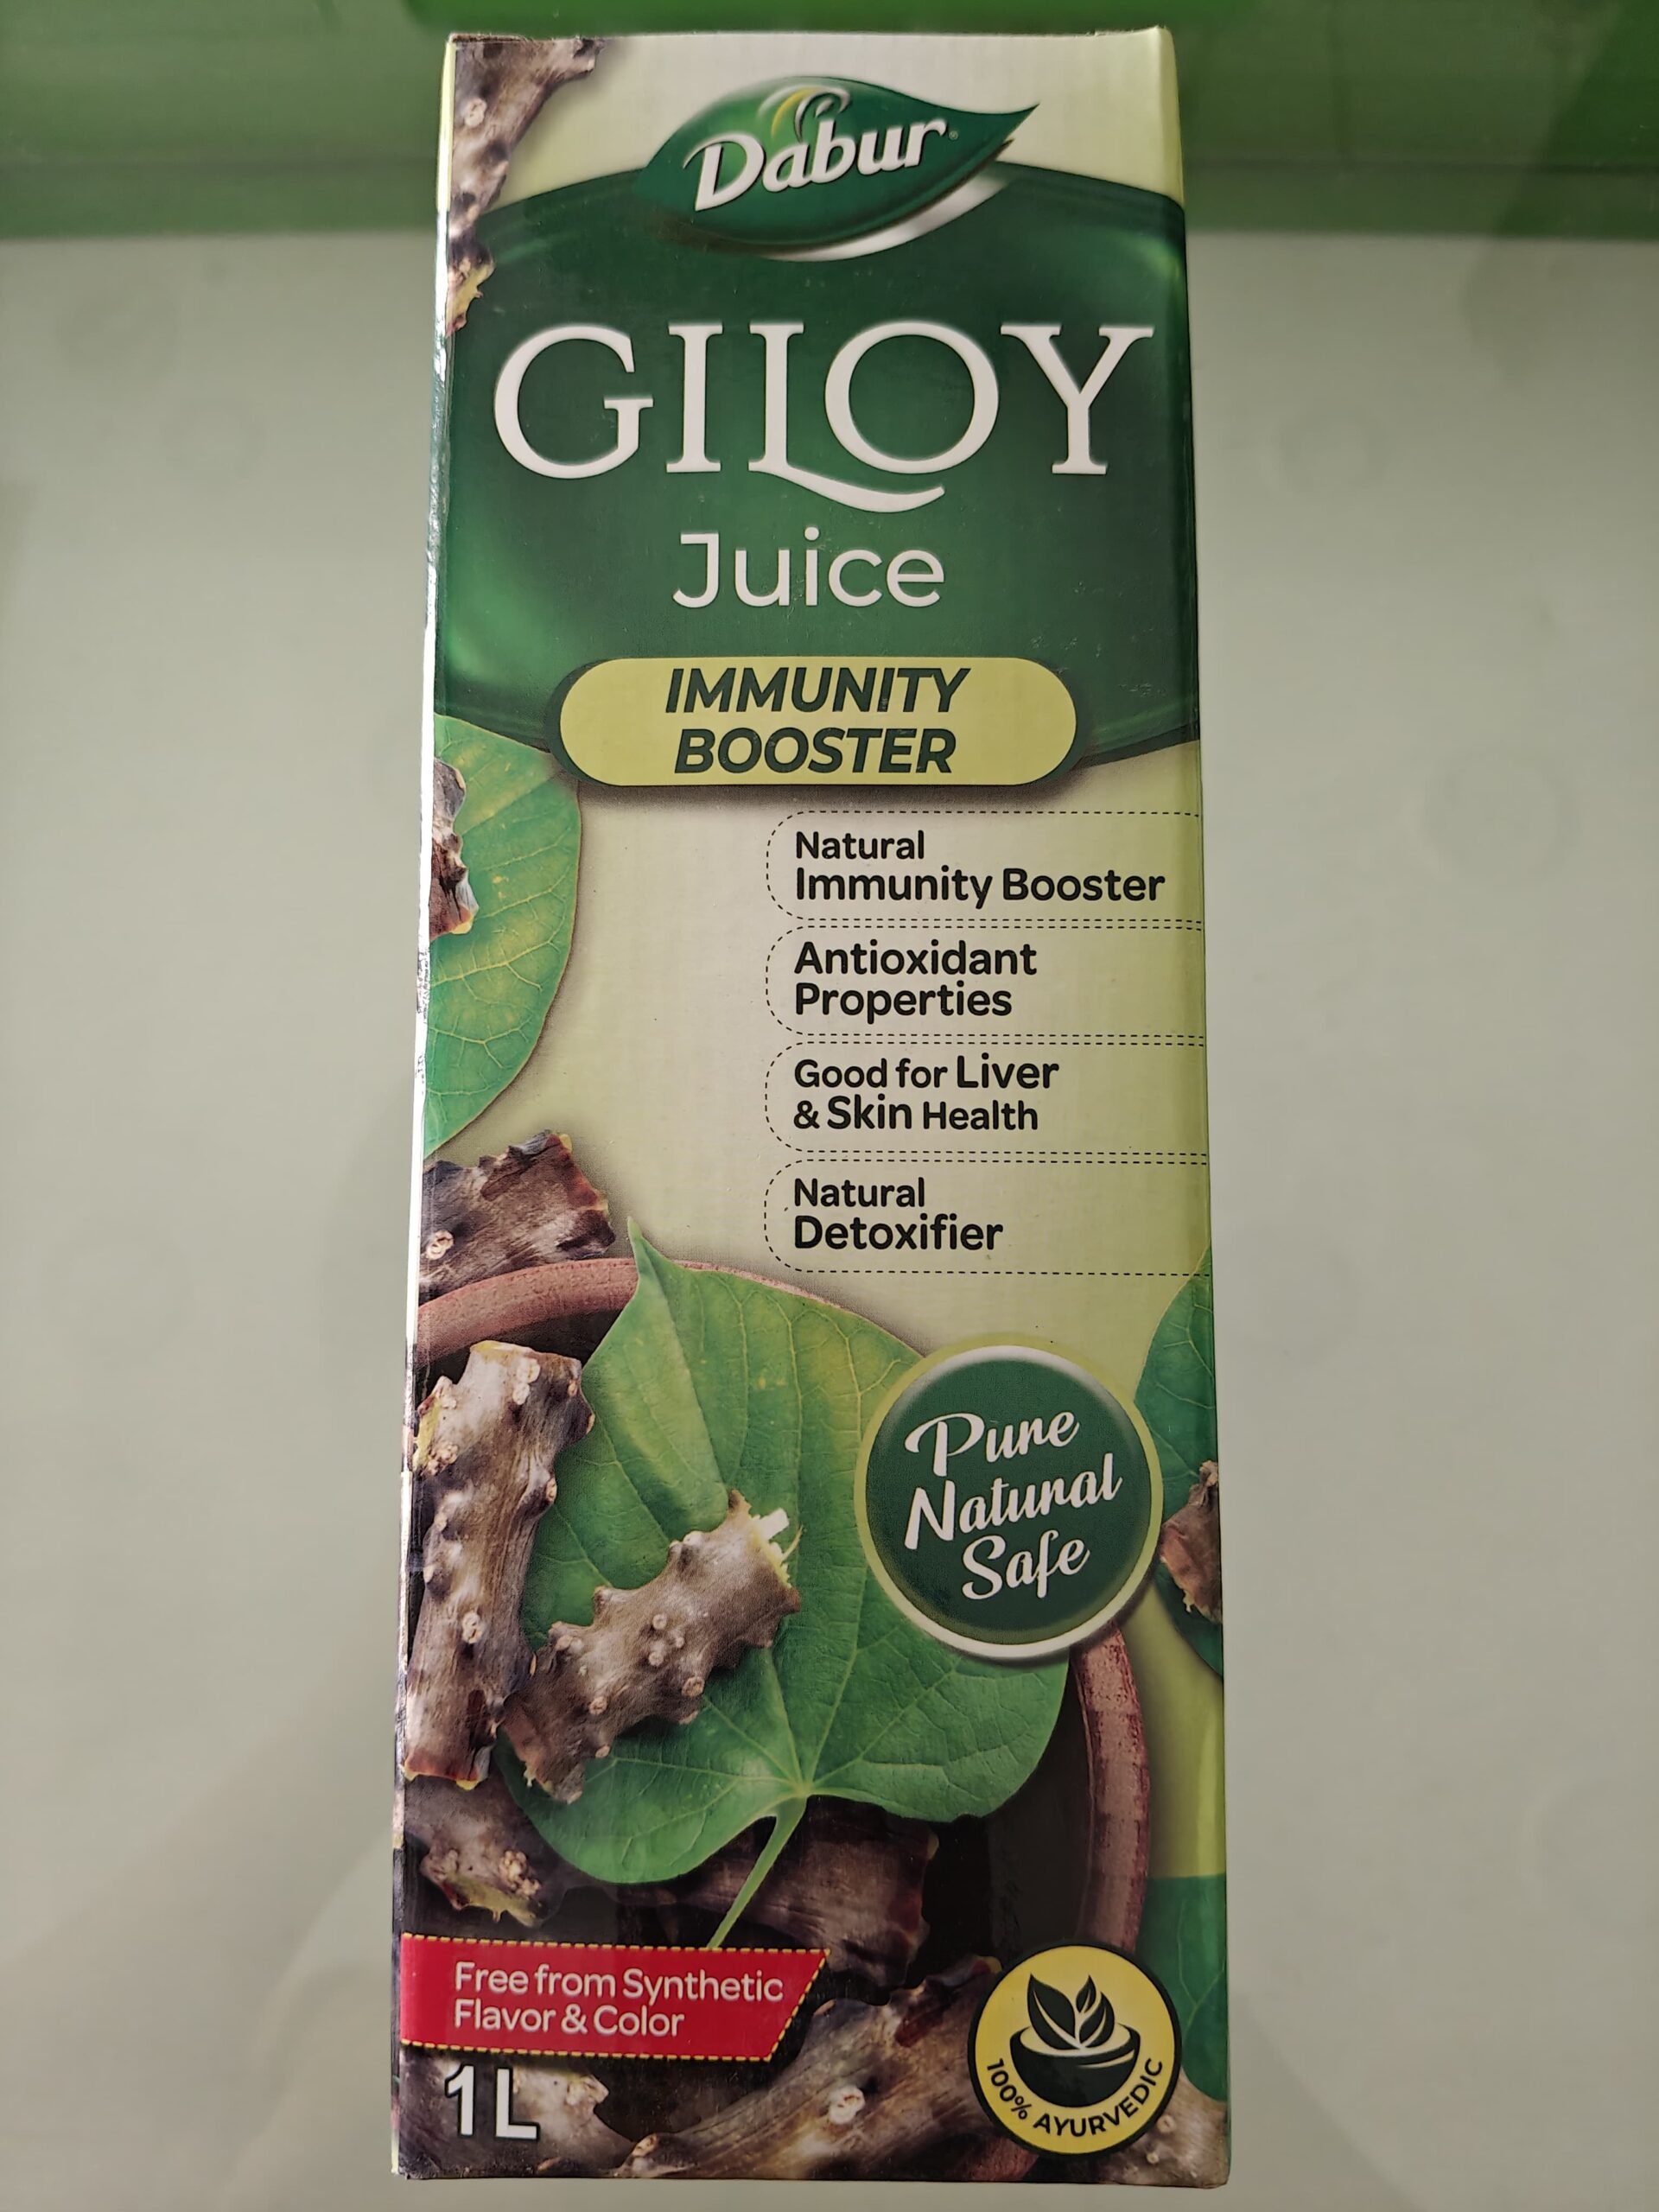 Dabur
GILOY
Juice
IMMUNITY
BOOSTER
Natural
Immunity Booster
Antioxidant
Properties
Good for Liver
& Skin Health
Natural
Detoxifier
Pure
Natural
Safe
Free from Synthetic
Flavor & Color
1L
100% AYURVEDIC